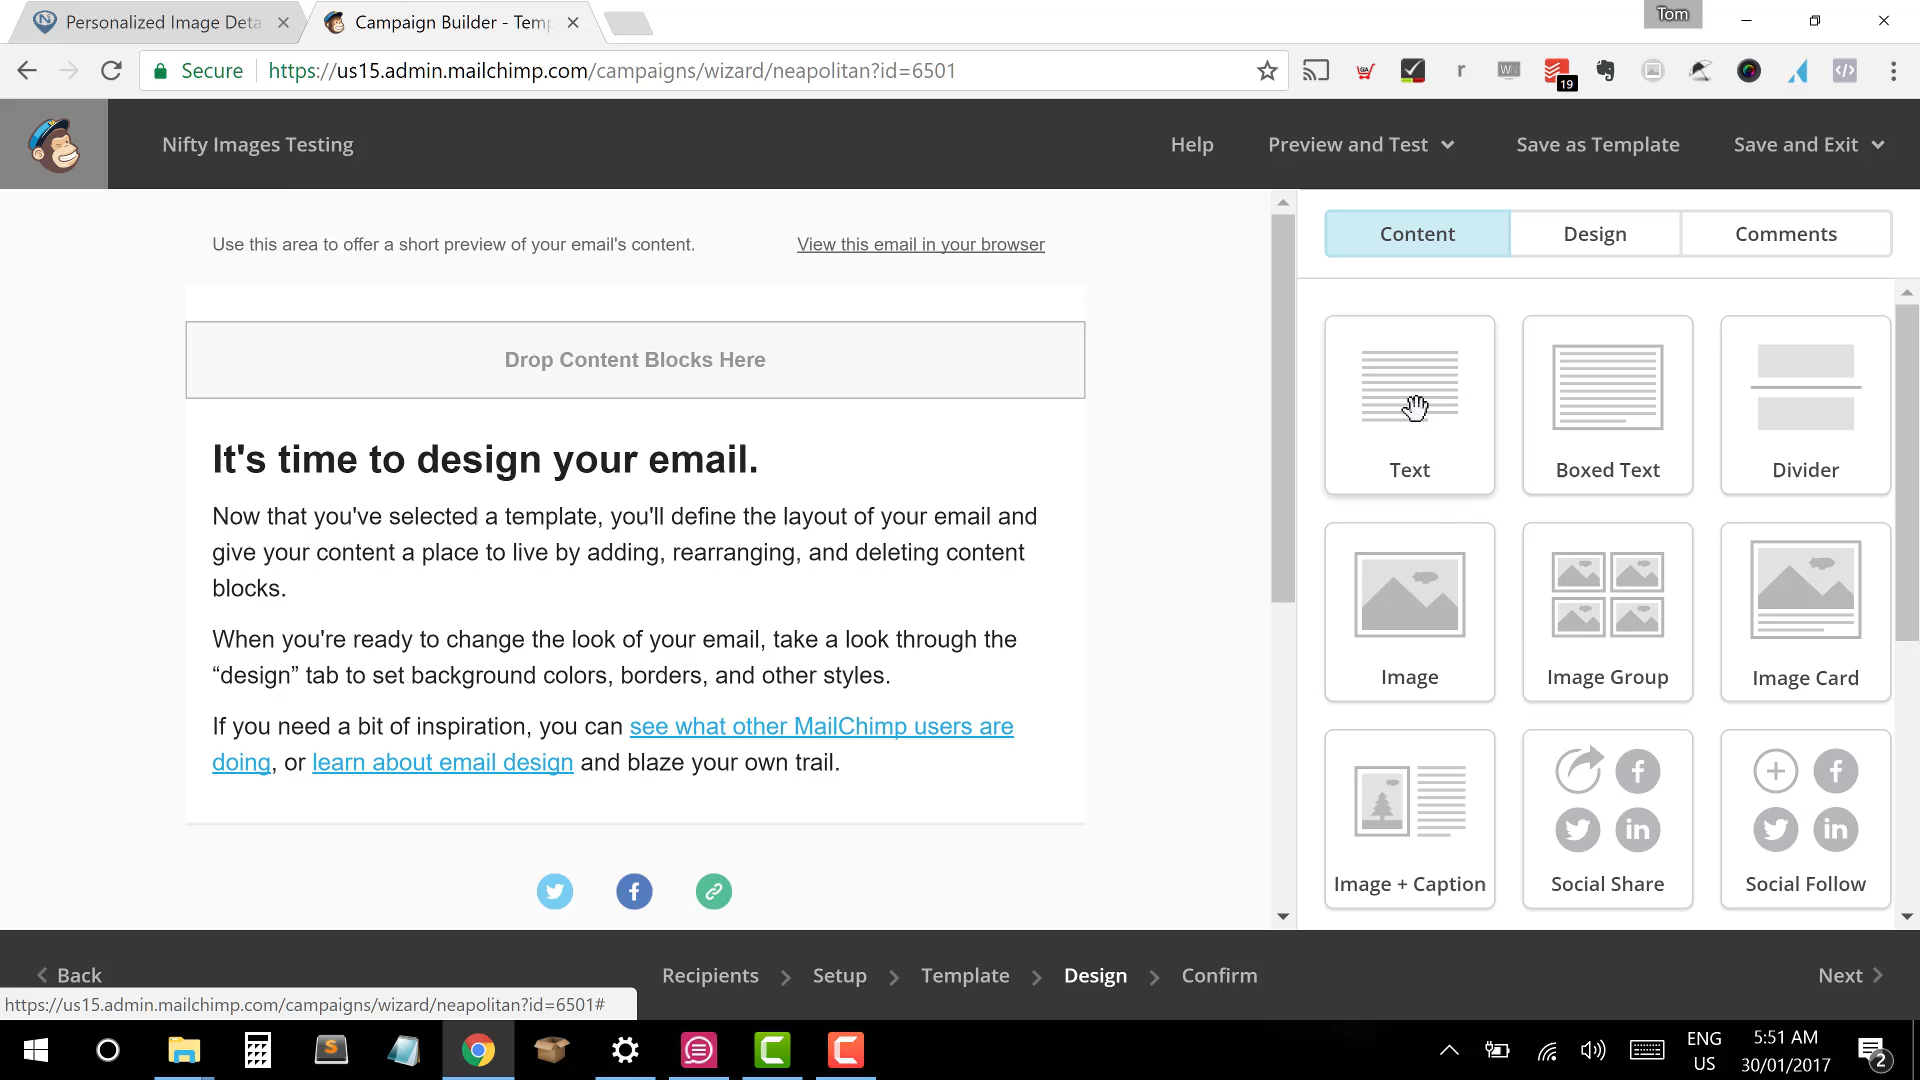 Personalized Image Deta
Campaign Builder - Temp
Tom
Secure
https://us15.admin.mailchimp.com/campaigns/wizard/neapolitan?id=6501
r
19
Nifty Images Testing
Help
Preview and Test
Save as Template
Save and Exit
Use this area to offer a short preview of your email's content.
View this email in your browser
Drop Content Blocks Here
It's time to design your email.
Now that you've selected a template, you'll define the layout of your email and
give your content a place to live by adding, rearranging, and deleting content
blocks.
When you're ready to change the look of your email, take a look through the
“design” tab to set background colors, borders, and other styles.
If you need a bit of inspiration, you can see what other MailChimp users are
doing, or learn about email design and blaze your own trail.
Content
Design
Comments
Text
Boxed Text
Divider
Image
Image Group
Image Card
Image + Caption
Social Share
Social Follow
Back
Recipients
Setup
Template
Design
Confirm
Next
https://us15.admin.mailchimp.com/campaigns/wizard/neapolitan?id=6501#
ENG
US
5:51 AM
30/01/2017
2